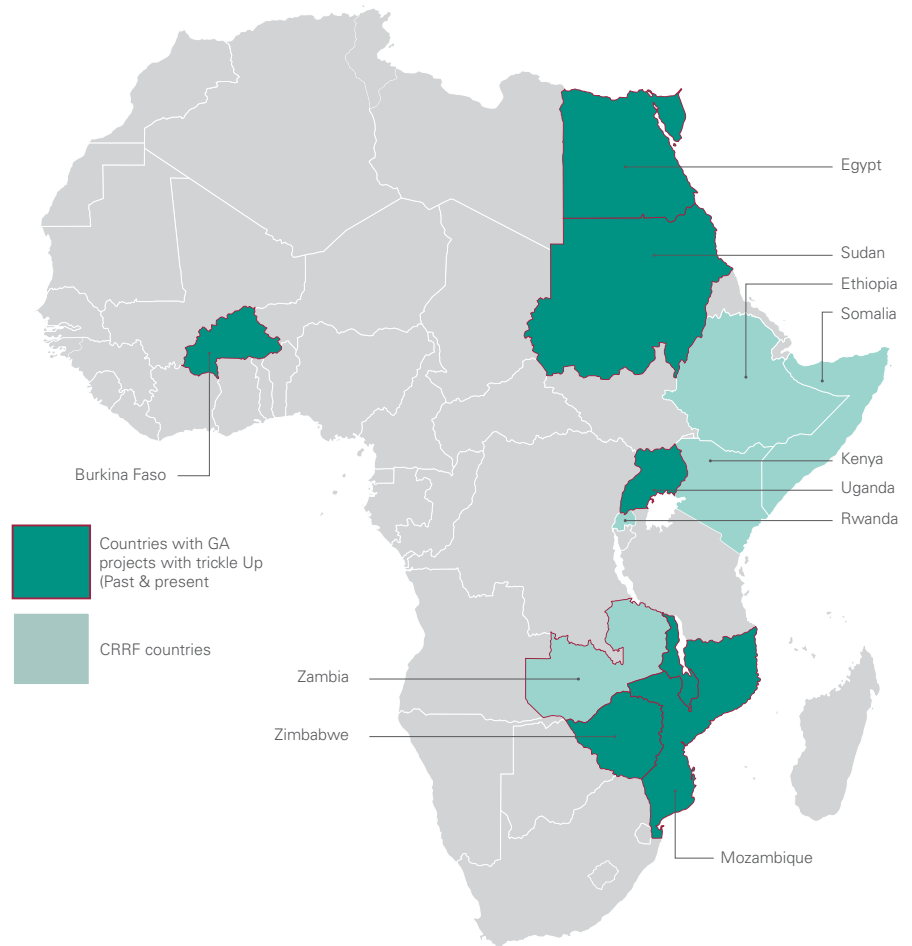 Egypt
Sudan
Ethiopia
Somalia
Kenya
Burkina Faso
Uganda
Rwanda
Countries with GA
projects with trickle Up
(Past & present
CRRF countries
Zambia
Zimbabwe
Mozambique